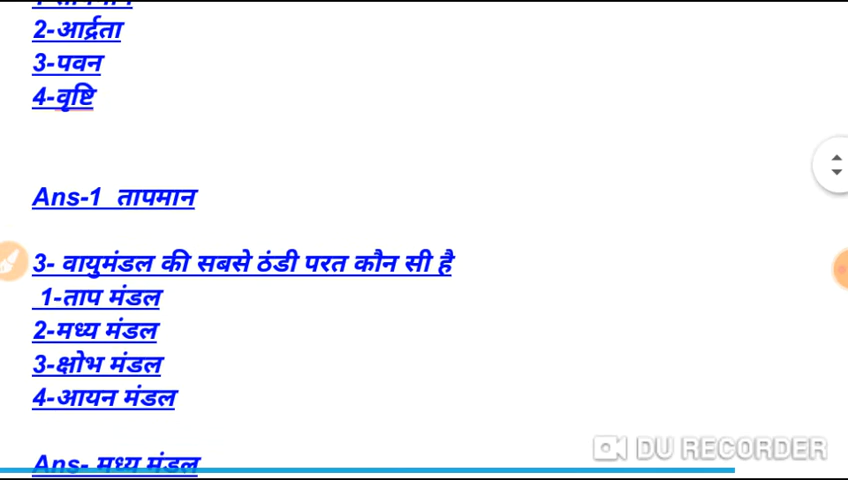 2-आर्द्रता
3-पवन
4-वृष्टि
Ans-1 तापमान
3- वायुमंडल की सबसे ठंडी परत कौन सी है
1-ताप मंडल
2-मध्य मंडल
3-क्षोभ मंडल
4-आयन मंडल
Ans- मध्य मंडल
DU RECORDER